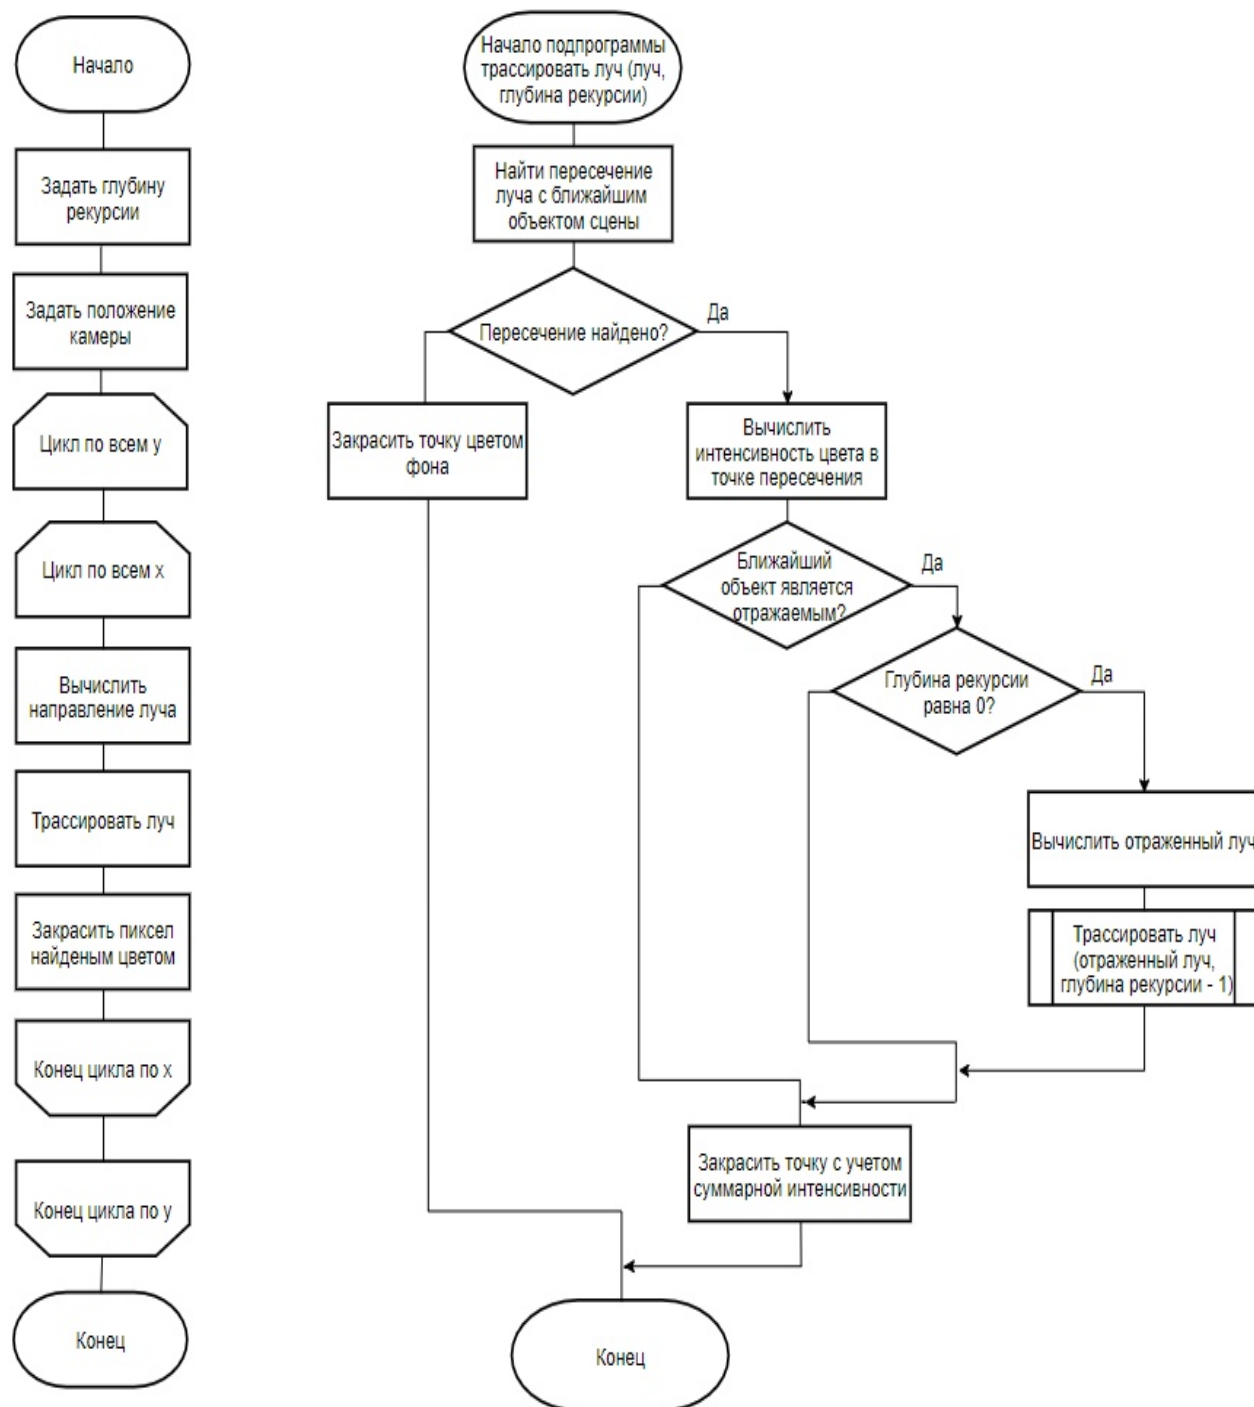 Начало
Задать глубину
рекурсии
Задать положение
камеры
Цикл по всем y
Цикл по всем x
Вычислить
направление луча
Трассировать луч
Закрасить пиксел
найденым цветом
Конец цикла по x
Конец цикла по y
Конец
Начало подпрограммы
трассировать луч (луч,
глубина рекурсии)
Найти пересечение
луча с ближайшим
объектом сцены
Пересечение найдено?
Да
Закрасить точку цветом
фона
Вычислить
интенсивность цвета в
точке пересечения
Ближайший
объект является
отражаемым?
Да
Глубина рекурсии
равна 0?
Да
Вычислить отраженный луч
Трассировать луч
(отраженный луч,
глубина рекурсии - 1)
Закрасить точку с учетом
суммарной интенсивности
Конец